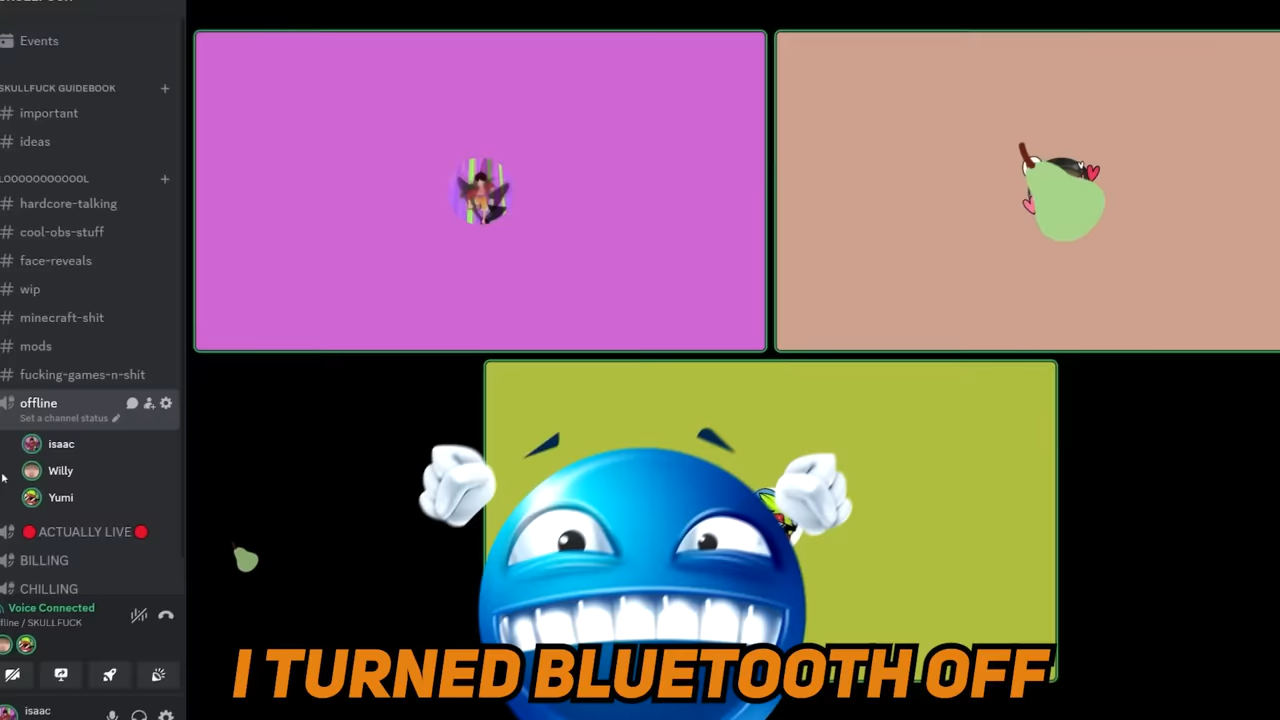 Events
SKULLFUCK GUIDEBOOK
important
ideas
LOOOOOOOOOOL
hardcore-talking
cool-obs-stuff
face-reveals
wip
minecraft-shit
mods
fucking-games-n-shit
offline
Set a channel status
isaac
Willy
Yumi
ACTUALLY LIVE
BILLING
CHILLING
Voice Connected
ffline / SKULLFUCK
isaac
I TURNED BLUETOOTH OFF